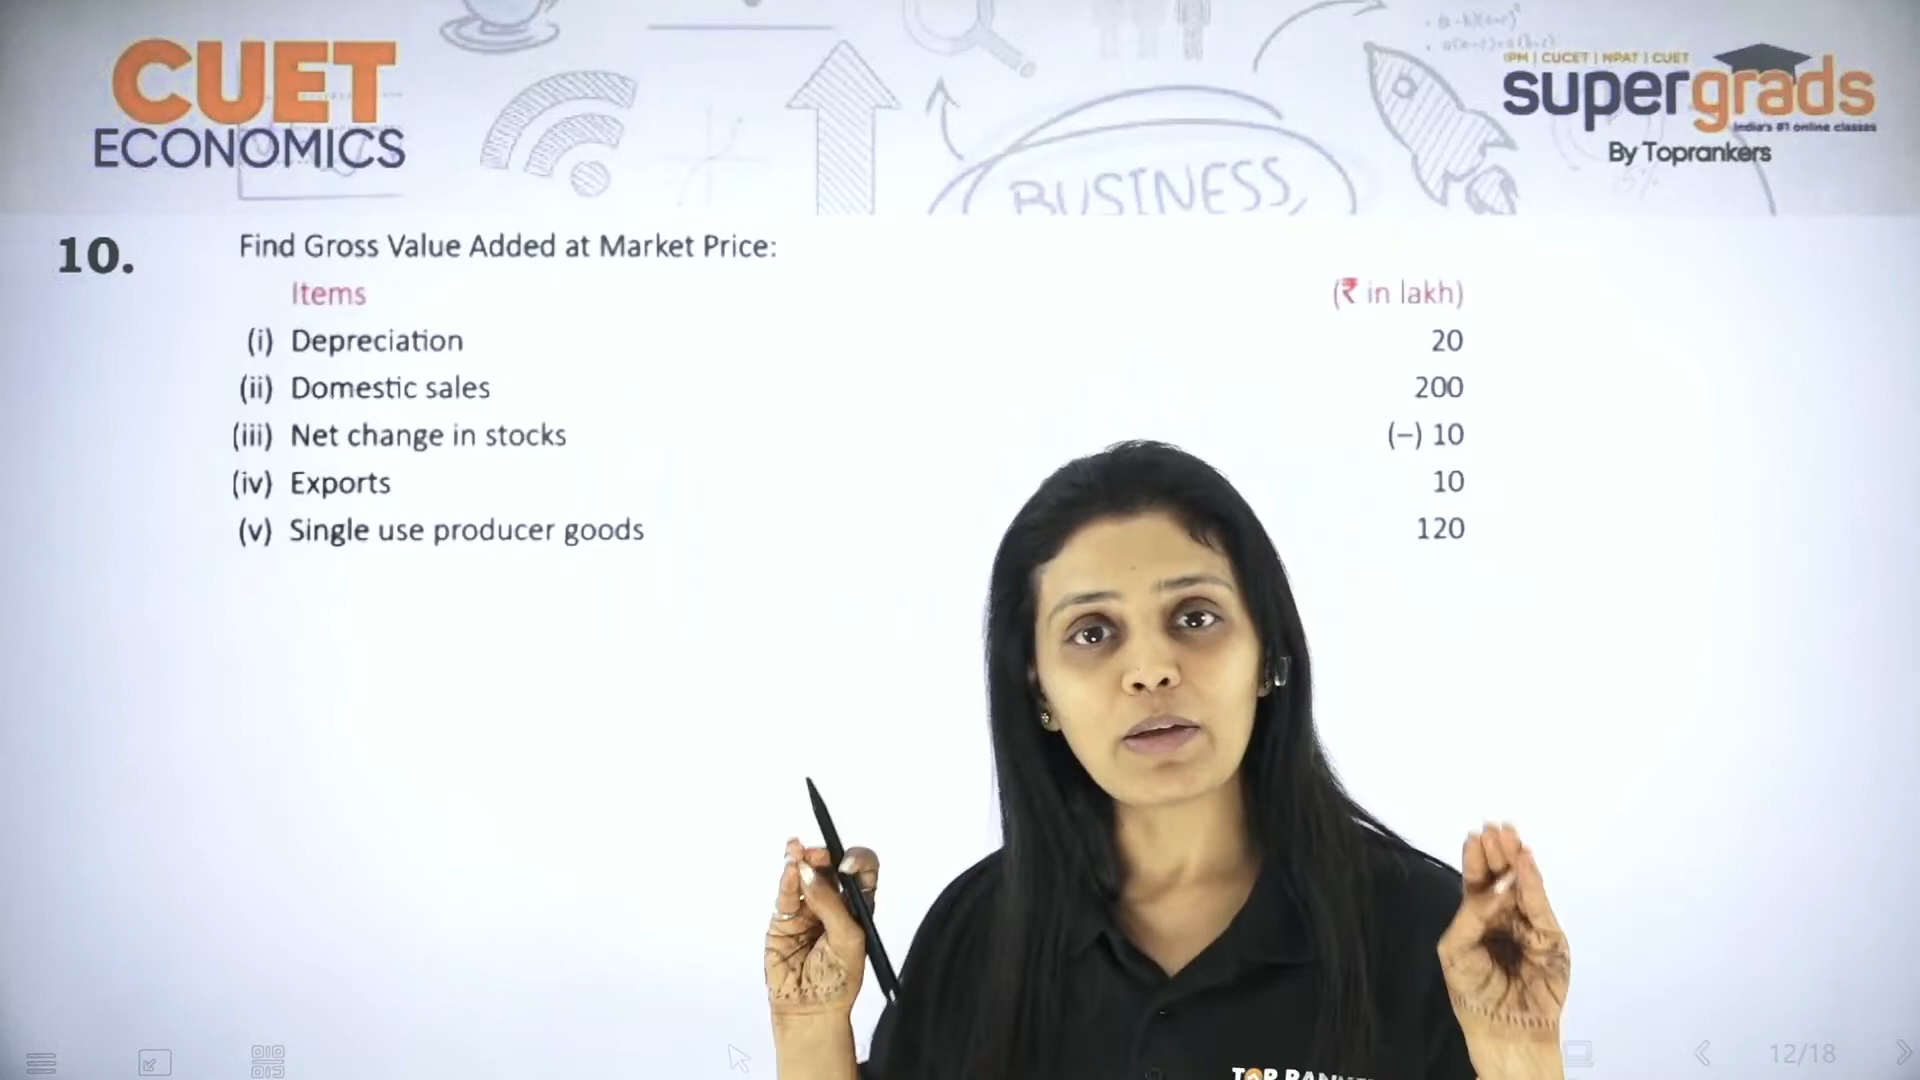 CUET
ECONOMICS
BUSINESS,
IPM | CUCET | NPAT | CUET
supergrads
India's #1 online classes
By Toprankers
10. Find Gross Value Added at Market Price:
Items (₹ in lakh)
(i) Depreciation 20
(ii) Domestic sales 200
(iii) Net change in stocks (–) 10
(iv) Exports 10
(v) Single use producer goods 120
12/18